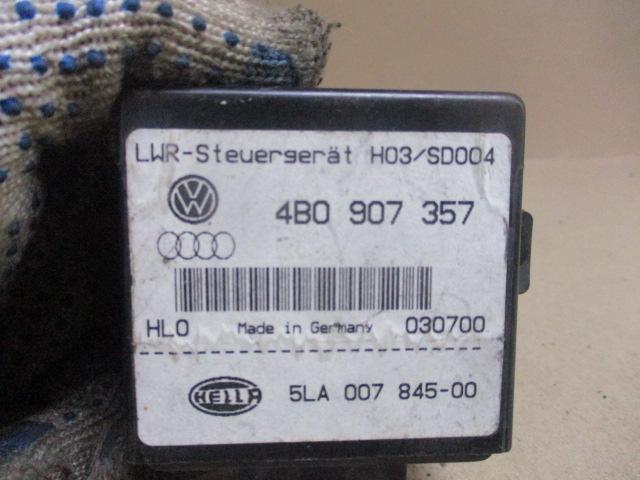 LWR-Steuergerät H03/SD004
4B0 907 357
HLO Made in Germany 030700
HELLA 5LA 007 845-00